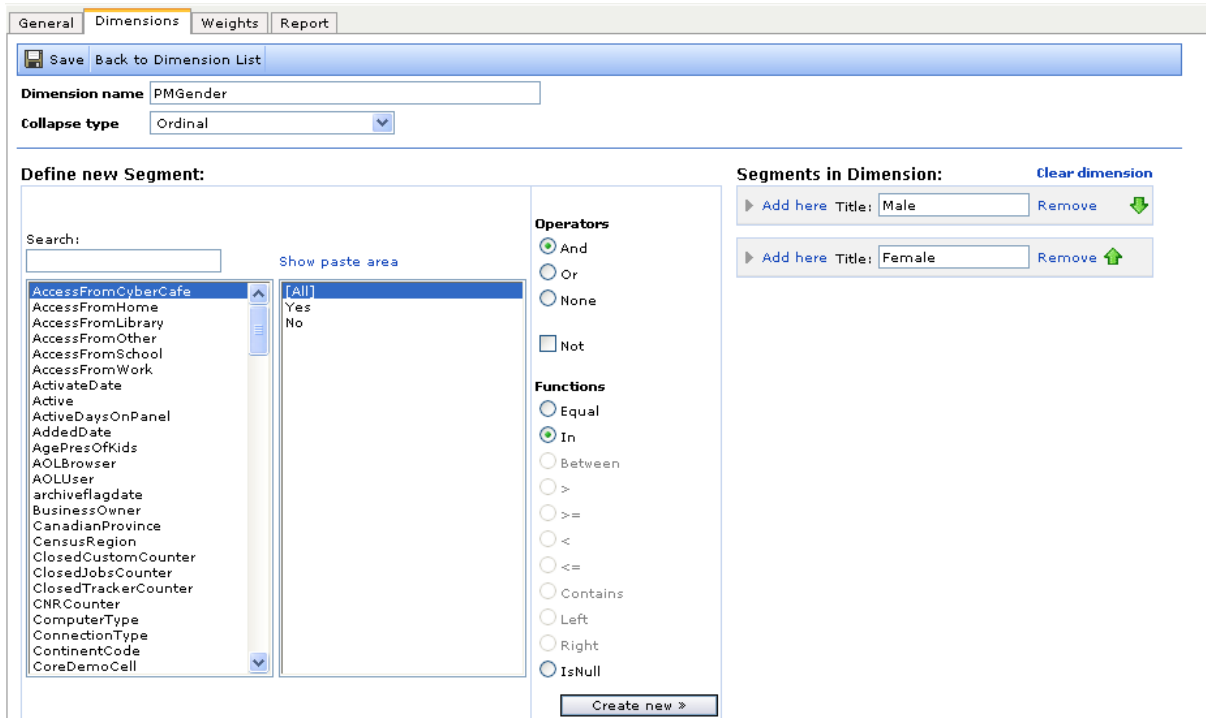 General Dimensions Weights Report
Save Back to Dimension List
Dimension name PMGender
Collapse type Ordinal
Define new Segment:
Search:
Show paste area
AccessFromCyberCafe
AccessFromHome
AccessFromLibrary
AccessFromOther
AccessFromSchool
AccessFromWork
ActivateDate
Active
ActiveDaysOnPanel
AddedDate
AgePresOfKids
AOLBrowser
AOLUser
archiveflagdate
BusinessOwner
CanadianProvince
CensusRegion
ClosedCustomCounter
ClosedJobsCounter
ClosedTrackerCounter
CNRCounter
ComputerType
ConnectionType
ContinentCode
CoreDemoCell
[All]
Yes
No
Operators
And
Or
None
Not
Functions
Equal
In
Between
>
>=
<
<=
Contains
Left
Right
IsNull
Create new »
Segments in Dimension: Clear dimension
Add here Title: Male Remove
Add here Title: Female Remove